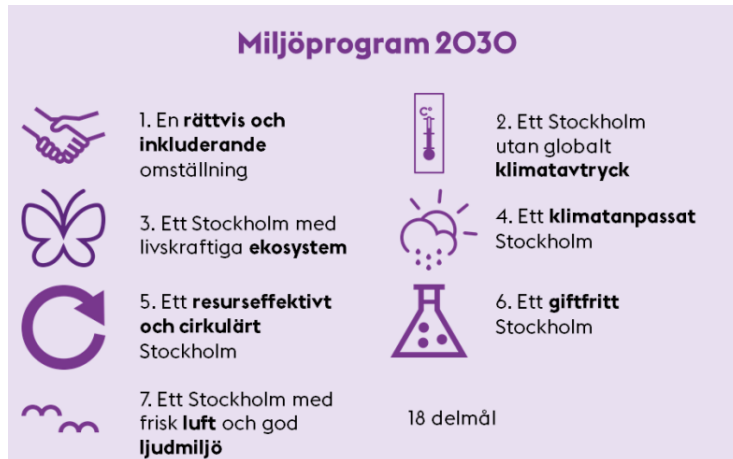 Miljöprogram 2030
1. En rättvis och
inkluderande
omställning
2. Ett Stockholm
utan globalt
klimatavtryck
3. Ett Stockholm med
livskraftiga ekosystem
4. Ett klimatanpassat
Stockholm
5. Ett resurseffektivt
och cirkulärt
Stockholm
6. Ett giftfritt
Stockholm
7. Ett Stockholm med
frisk luft och god
ljudmiljö
18 delmål
C°